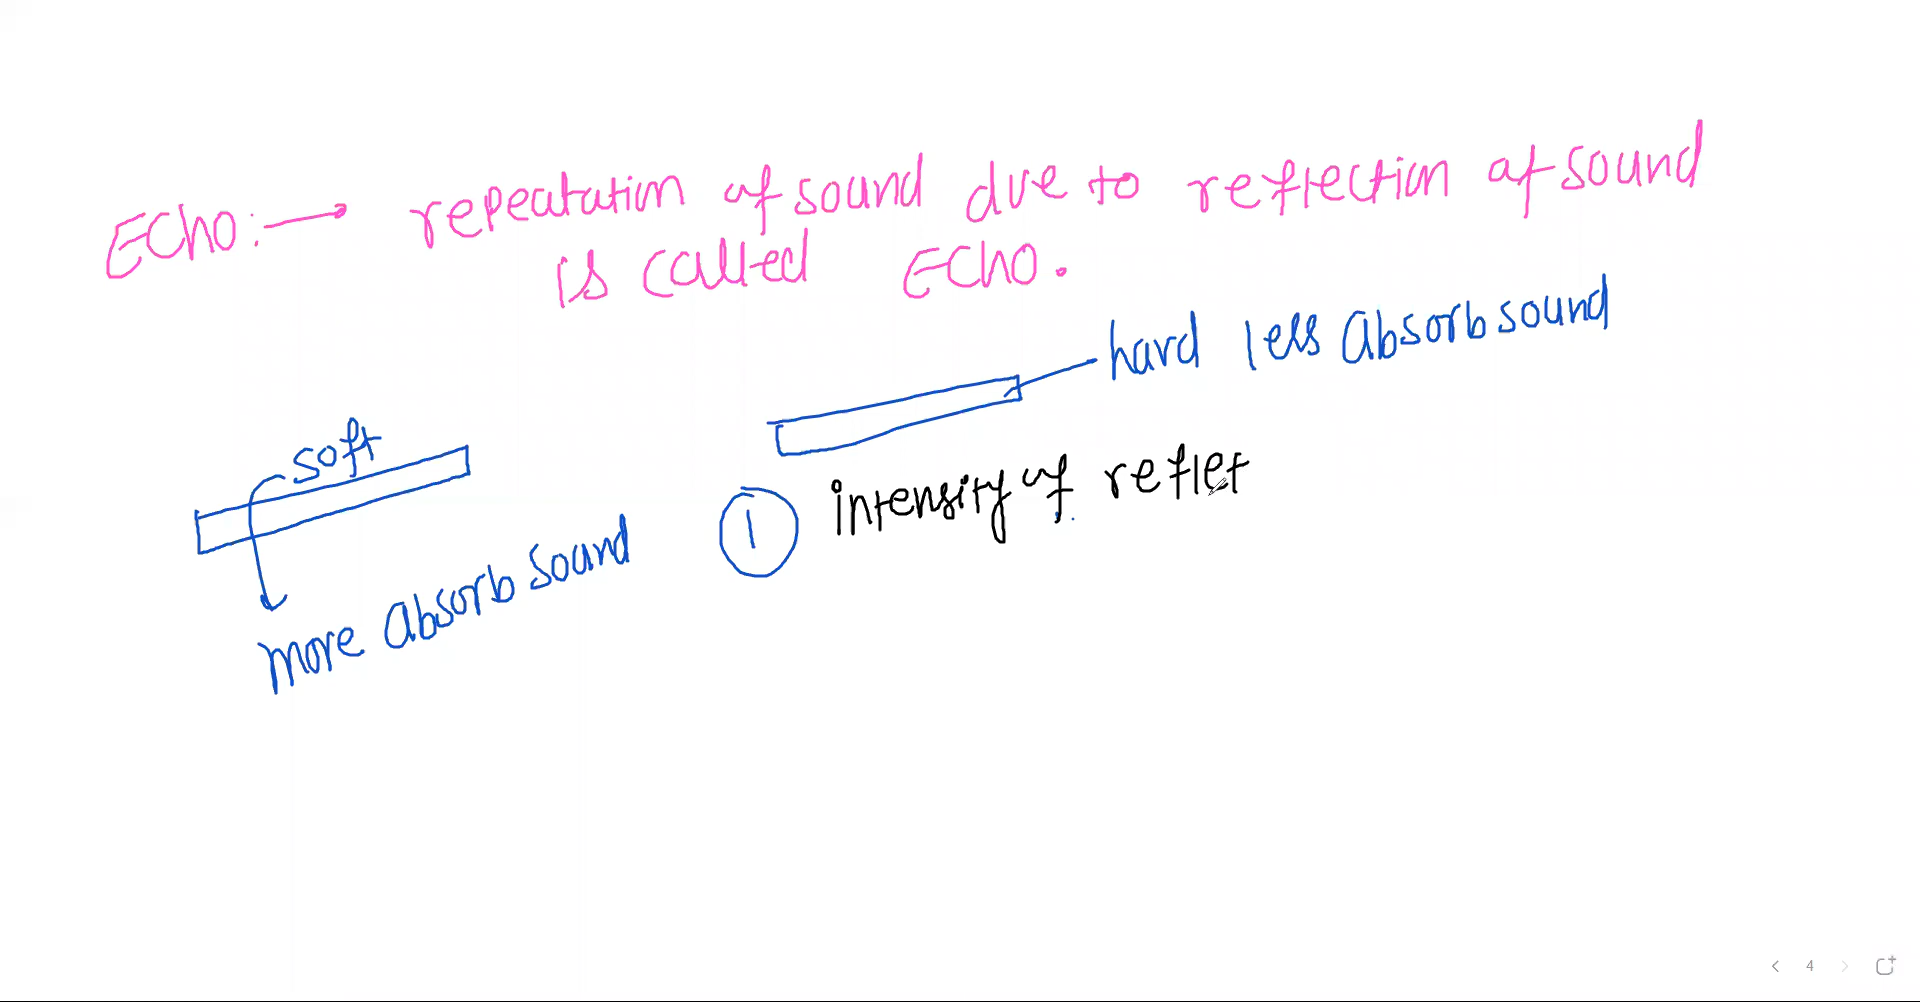 Echo:→ repeatation of sound due to reflection of sound
is called Echo.
hard less absorb sound
soft
more absorb sound
1 intensity of reflet
4